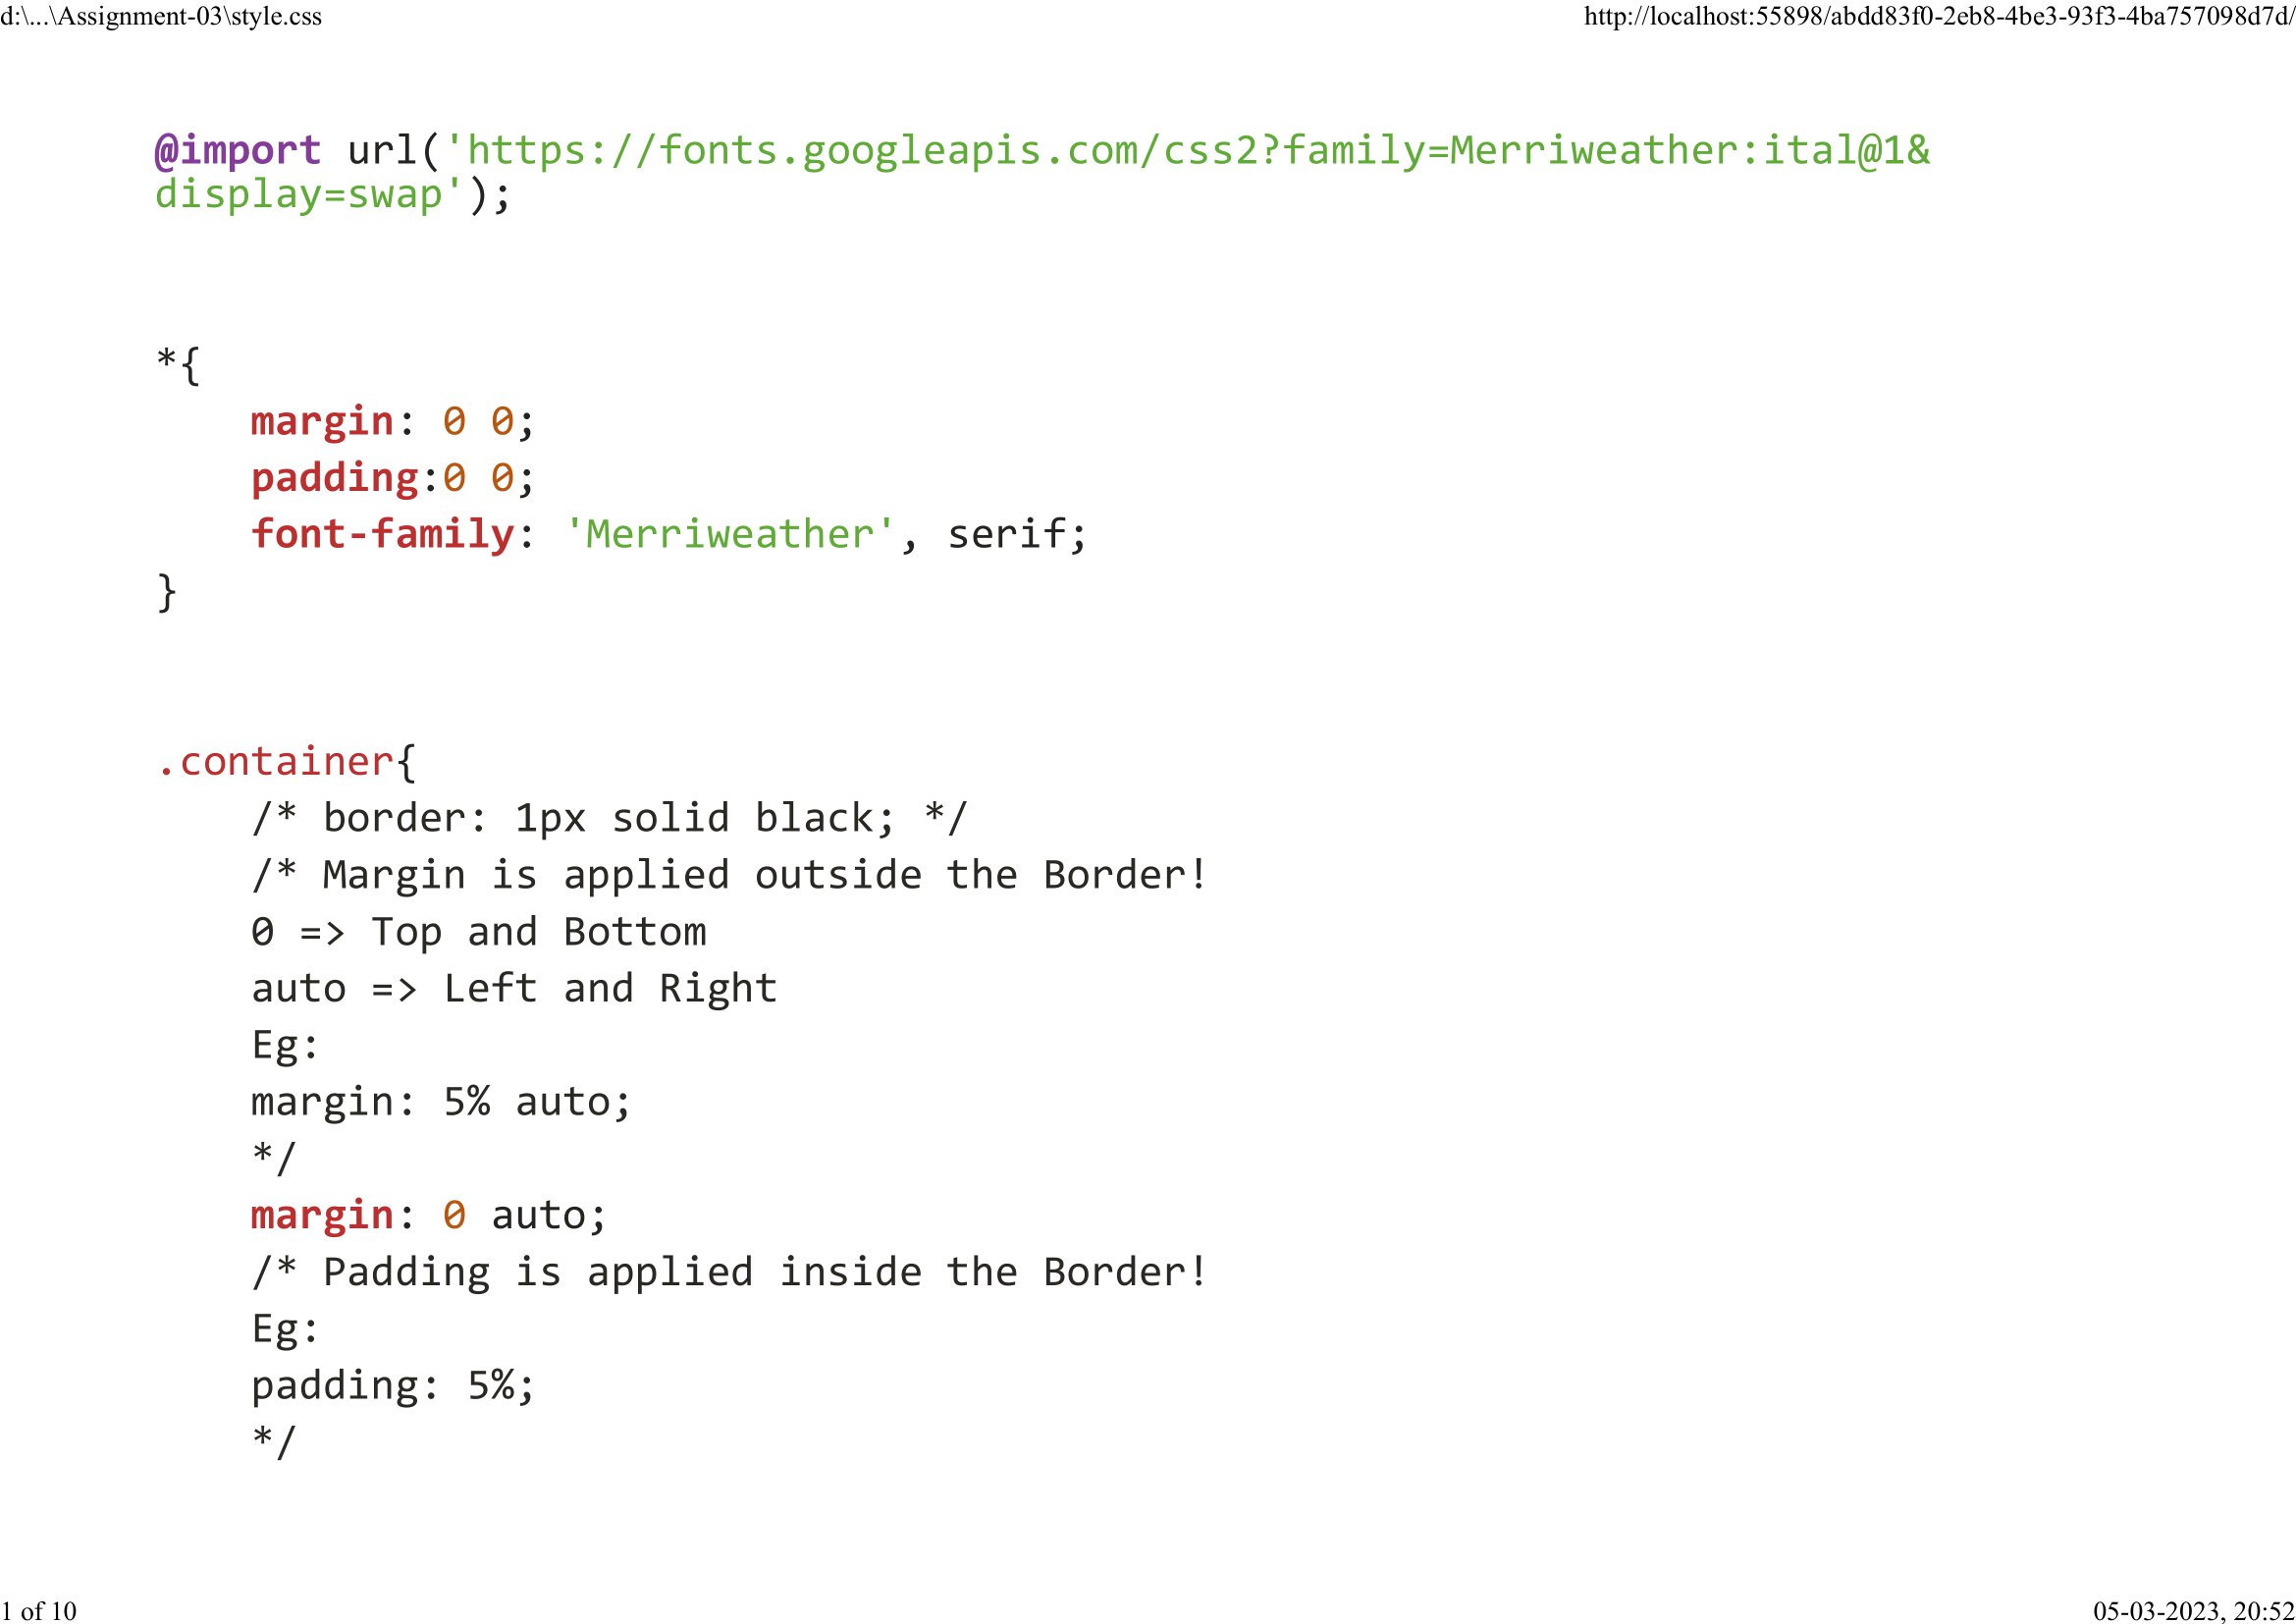 d:\...\Assignment-03\style.css
http://localhost:55898/abdd83f0-2eb8-4be3-93f3-4ba757098d7d/
@import url('https://fonts.googleapis.com/css2?family=Merriweather:ital@1&
display=swap');
*{
    margin: 0 0;
    padding:0 0;
    font-family: 'Merriweather', serif;
}
.container{
    /* border: 1px solid black; */
    /* Margin is applied outside the Border!
    0 => Top and Bottom
    auto => Left and Right
    Eg:
    margin: 5% auto;
    */
    margin: 0 auto;
    /* Padding is applied inside the Border!
    Eg:
    padding: 5%;
    */
1 of 10
05-03-2023, 20:52